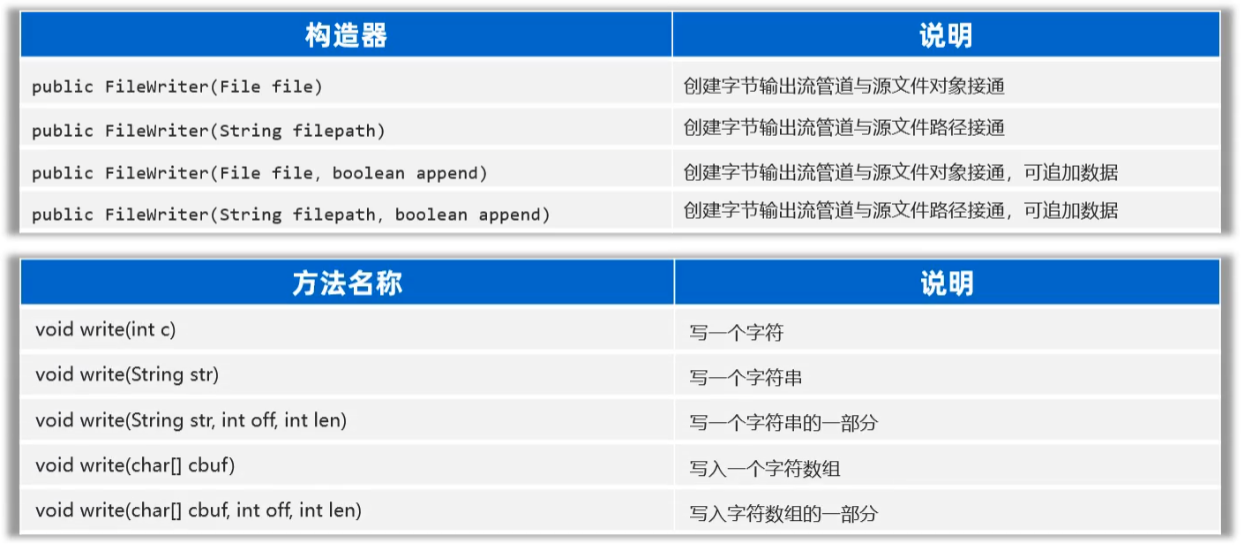 构造器 说明
public FileWriter(File file) 创建字节输出流管道与源文件对象接通
public FileWriter(String filepath) 创建字节输出流管道与源文件路径接通
public FileWriter(File file, boolean append) 创建字节输出流管道与源文件对象接通，可追加数据
public FileWriter(String filepath, boolean append) 创建字节输出流管道与源文件路径接通，可追加数据
方法名称 说明
void write(int c) 写一个字符
void write(String str) 写一个字符串
void write(String str, int off, int len) 写一个字符串的一部分
void write(char[] cbuf) 写入一个字符数组
void write(char[] cbuf, int off, int len) 写入字符数组的一部分